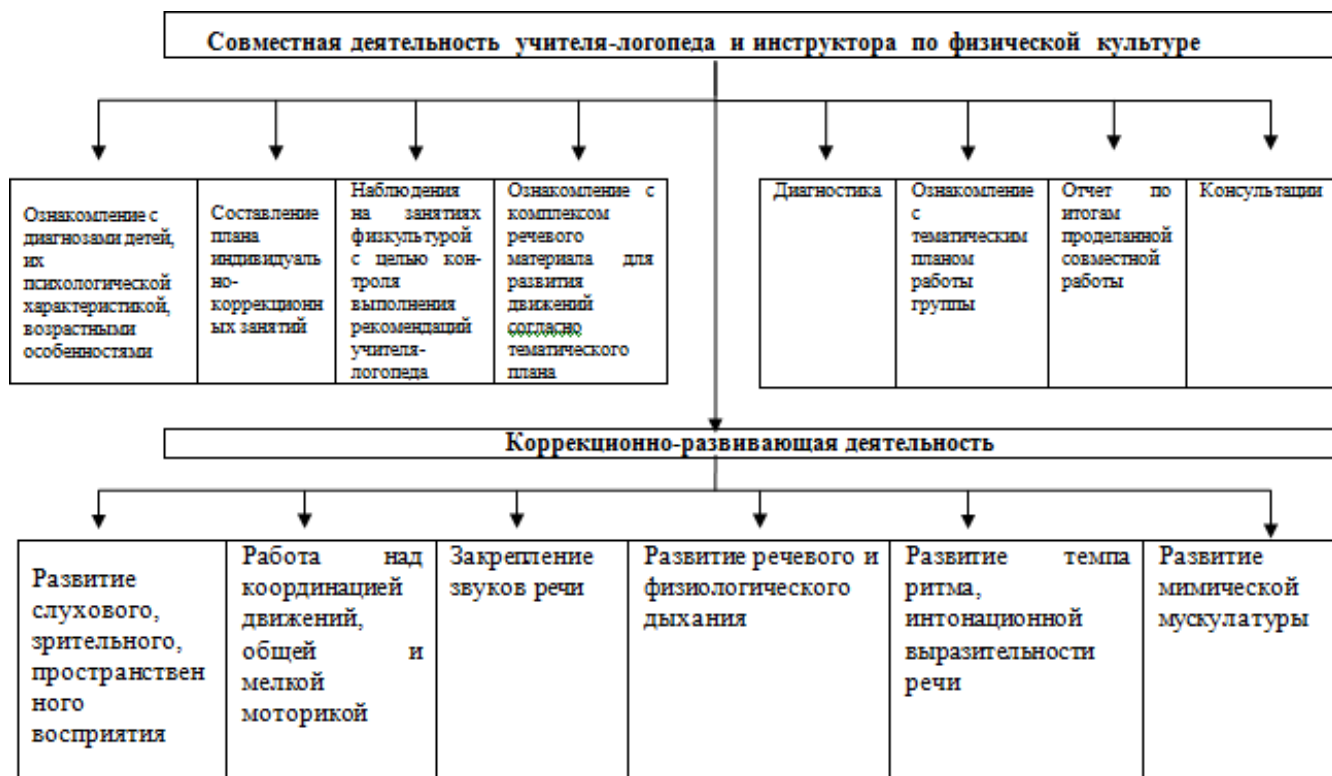 Совместная деятельность учителя-логопеда и инструктора по физической культуре
Ознакомление с
диагнозами детей,
их
психологической
характеристикой,
возрастными
особенностями
Составление
плана
индивидуаль
но-
коррекционн
ых занятий
Наблюдения
на занятиях
физкультурой
с целью кон-
троля
выполнения
рекомендаций
учителя-
логопеда
Ознакомление с
комплексом
речевого
материала для
развития
движений
согласно
тематического
плана
Диагностика
Ознакомление
с
тематическим
планом
работы
группы
Отчет по
итогам
проделанной
совместной
работы
Консультации
Коррекционно-развивающая деятельность
Развитие
слухового,
зрительного,
пространствен
ного
восприятия
Работа над
координацией
движений,
общей и
мелкой
моторикой
Закрепление
звуков речи
Развитие речевого и
физиологического
дыхания
Развитие темпа
ритма,
интонационной
выразительности
речи
Развитие
мимической
мускулатуры